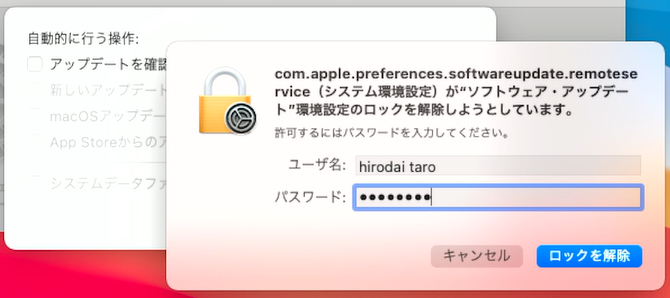 自動的に行う操作:
アップデートを確認
新しいアップデート
macOSアップデート
App Storeからのア
システムデータファ
com.apple.preferences.softwareupdate.remotese
rvice（システム環境設定）が“ソフトウェア・アップデー
ト”環境設定のロックを解除しようとしています。
許可するにはパスワードを入力してください。
ユーザ名: hirodai taro
パスワード: ●●●●●●●●
キャンセル ロックを解除